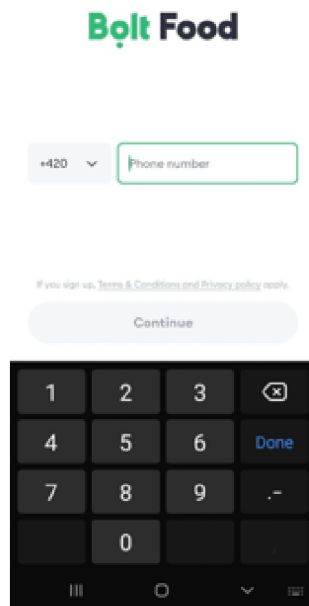 Bolt Food
+420
Phone number
If you sign up, Terms & Conditions and Privacy policy apply.
Continue
1 2 3
4 5 6 Done
7 8 9 .-
0 ,